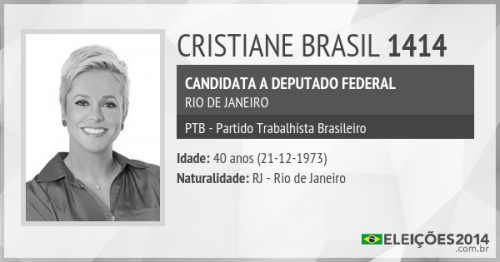 CRISTIANE BRASIL 1414
CANDIDATA A DEPUTADO FEDERAL
RIO DE JANEIRO
PTB - Partido Trabalhista Brasileiro
Idade: 40 anos (21-12-1973)
Naturalidade: RJ - Rio de Janeiro
ELEIÇÕES2014
.com.br